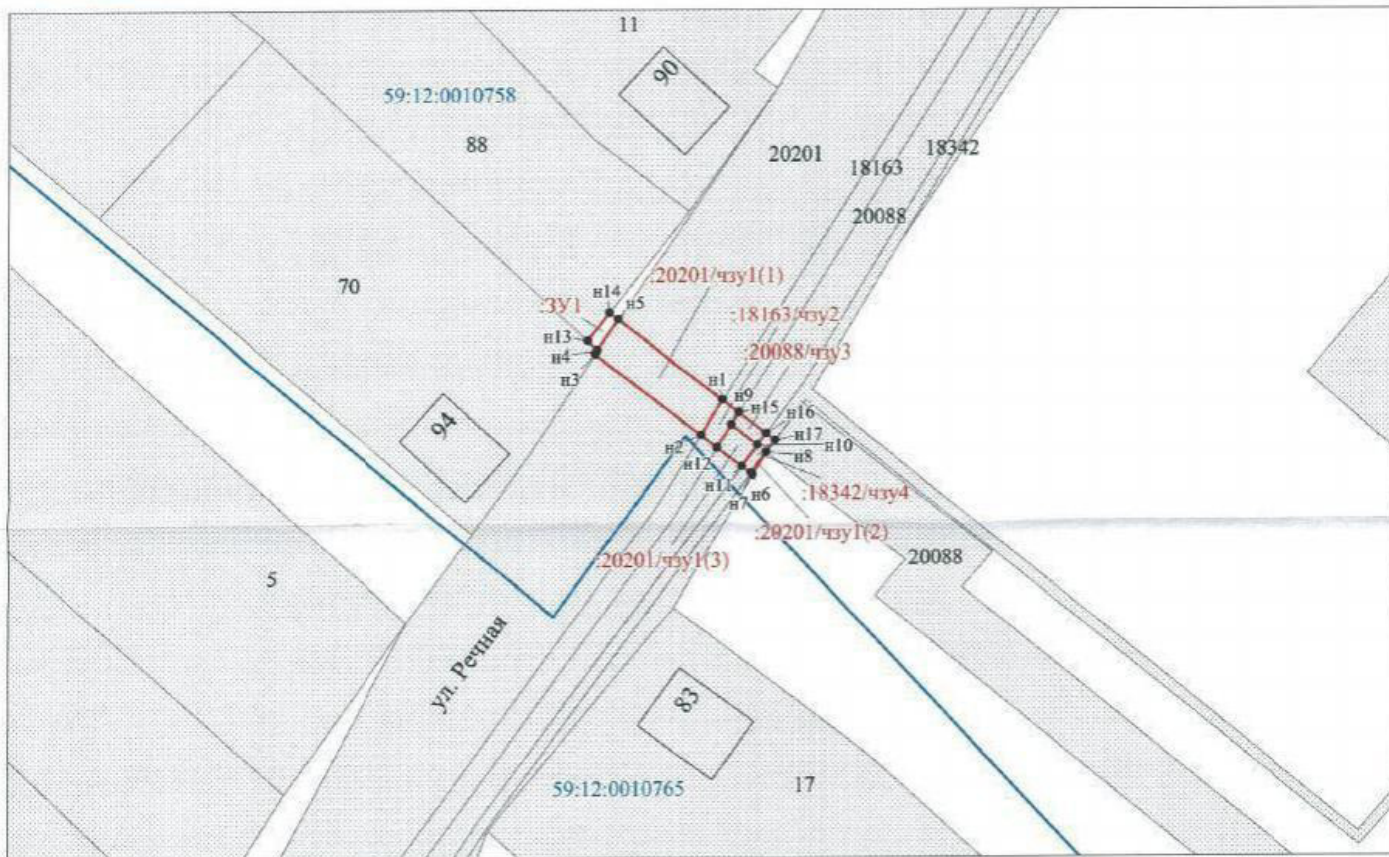 11
90
59:12:0010758
88
20201
18163
18342
20088
70
:20201/чзу1(1)
н14
н5
:ЗУ1
:18163/чзу2
н13
н4
:20088/чзу3
н3
н1
н9
н15
н16
н17
н10
94
н2
н8
н12
н11
н6
:18342/чзу4
н7
:20201/чзу1(2)
:20201/чзу1(3)
20088
5
ул. Речная
83
59:12:0010765
17